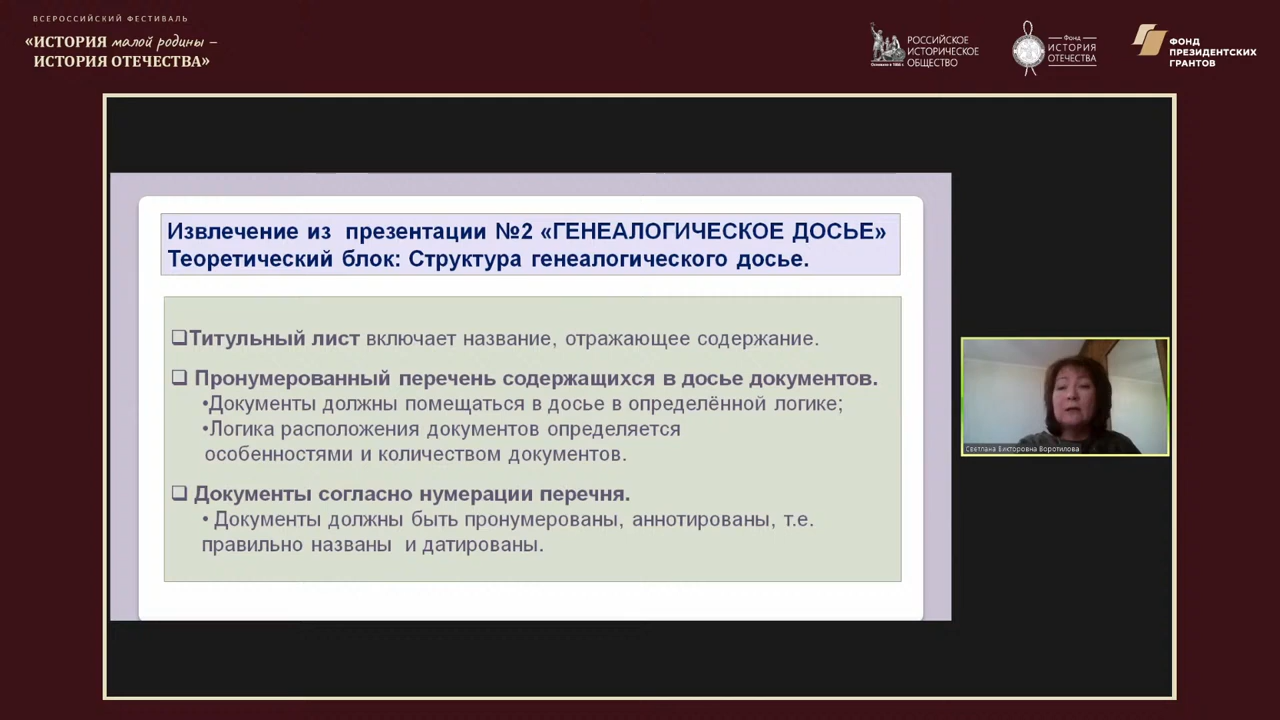 ВСЕРОССИЙСКИЙ ФЕСТИВАЛЬ
«ИСТОРИЯ малой родины –
ИСТОРИЯ ОТЕЧЕСТВА»
РОССИЙСКОЕ
ИСТОРИЧЕСКОЕ
ОБЩЕСТВО
Основано в 1866 г.
Фонд
ИСТОРИЯ
ОТЕЧЕСТВА
ФОНД
ПРЕЗИДЕНТСКИХ
ГРАНТОВ
Извлечение из презентации №2 «ГЕНЕАЛОГИЧЕСКОЕ ДОСЬЕ»
Теоретический блок: Структура генеалогического досье.
❑Титульный лист включает название, отражающее содержание.
❑ Пронумерованный перечень содержащихся в досье документов.
•Документы должны помещаться в досье в определённой логике;
•Логика расположения документов определяется
особенностями и количеством документов.
❑ Документы согласно нумерации перечня.
• Документы должны быть пронумерованы, аннотированы, т.е.
правильно названы и датированы.
Светлана Викторовна Воротилова